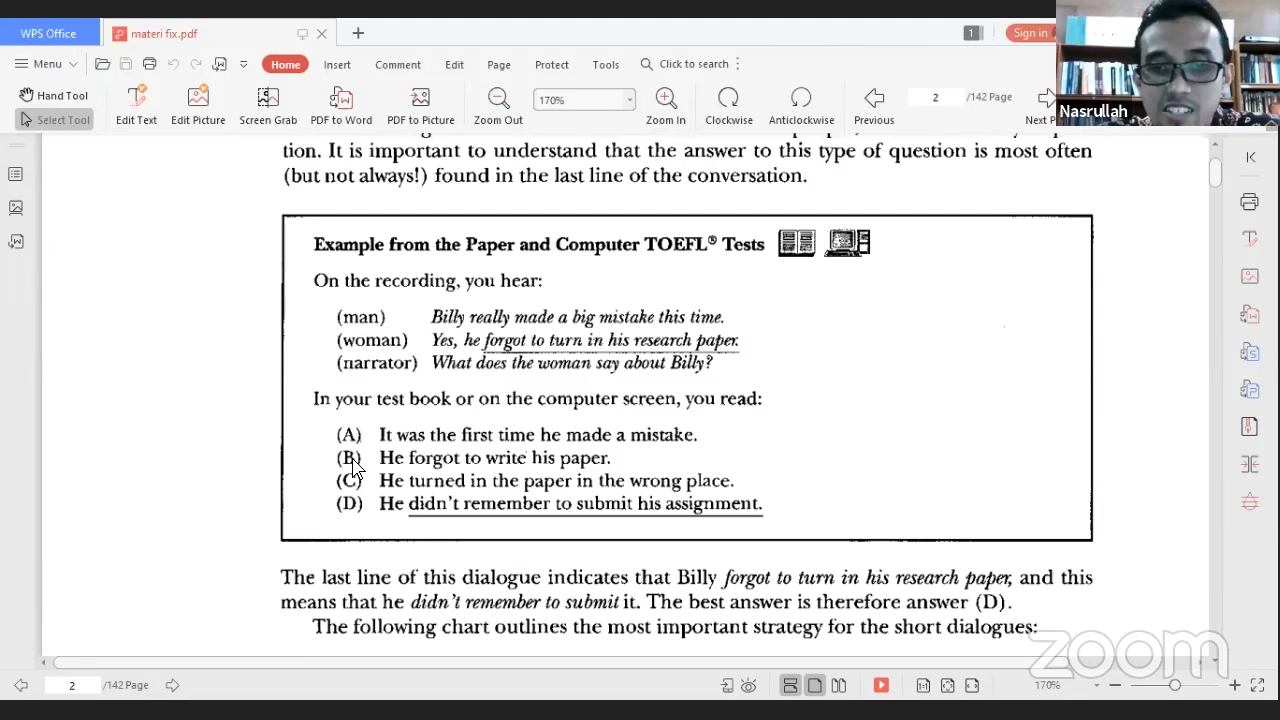 WPS Office
materi fix.pdf
1
Sign in
Menu
Home
Insert
Comment
Edit
Page
Protect
Tools
Click to search
Hand Tool
Select Tool
Edit Text
Edit Picture
Screen Grab
PDF to Word
PDF to Picture
Zoom Out
170%
Zoom In
Clockwise
Anticlockwise
Previous
2
/142 Page
Next P
Nasrullah
tion. It is important to understand that the answer to this type of question is most often
(but not always!) found in the last line of the conversation.
Example from the Paper and Computer TOEFL® Tests
On the recording, you hear:
(man) Billy really made a big mistake this time.
(woman) Yes, he forgot to turn in his research paper.
(narrator) What does the woman say about Billy?
In your test book or on the computer screen, you read:
(A) It was the first time he made a mistake.
(B) He forgot to write his paper.
(C) He turned in the paper in the wrong place.
(D) He didn't remember to submit his assignment.
The last line of this dialogue indicates that Billy forgot to turn in his research paper, and this
means that he didn't remember to submit it. The best answer is therefore answer (D).
The following chart outlines the most important strategy for the short dialogues:
zoom
2
/142 Page
170%